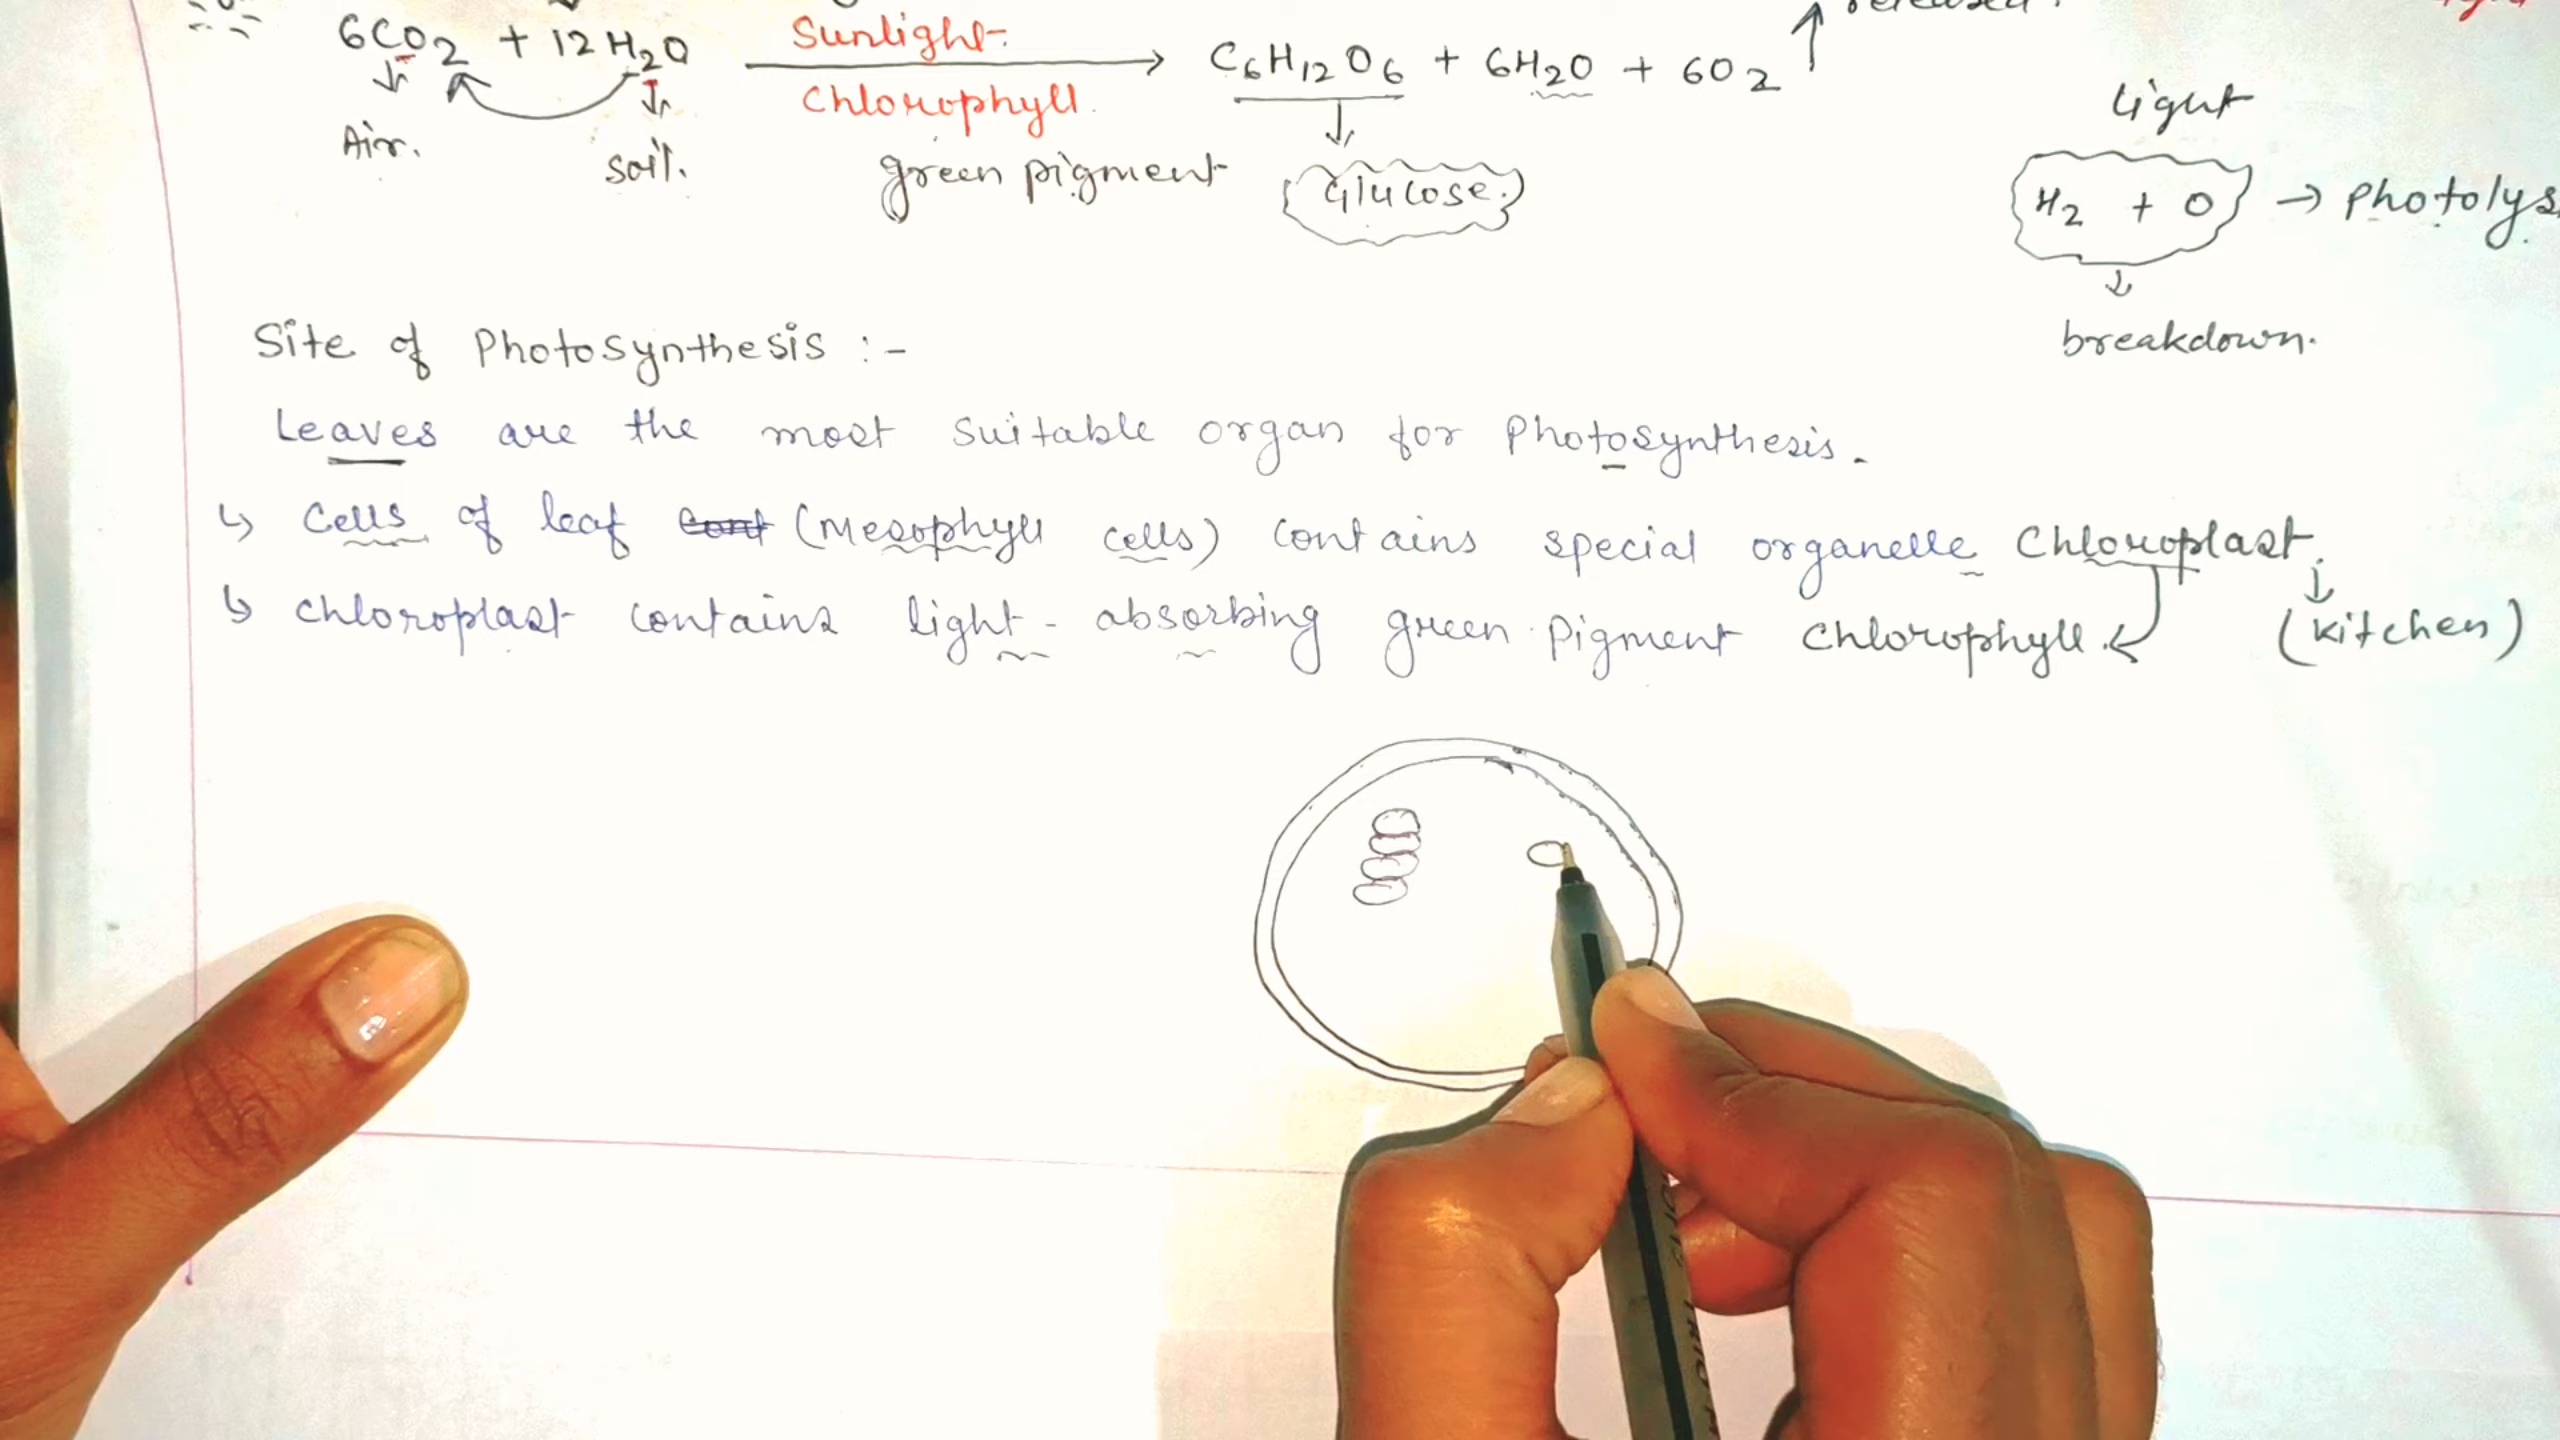 6CO2 + 12H2O Sunlight → C6H12O6 + 6H2O + 6O2 ↑
Chlorophyll.
Air. soil. green pigment Glucose.
Light
H2 + O → Photolys
breakdown.
Site of Photosynthesis :-
Leaves are the most suitable organ for Photosynthesis.
↳ Cells of leaf (Mesophyll cells) contains special organelle Chloroplast.
↳ chloroplast contains light - absorbing green pigment chlorophyll. (kitchen)